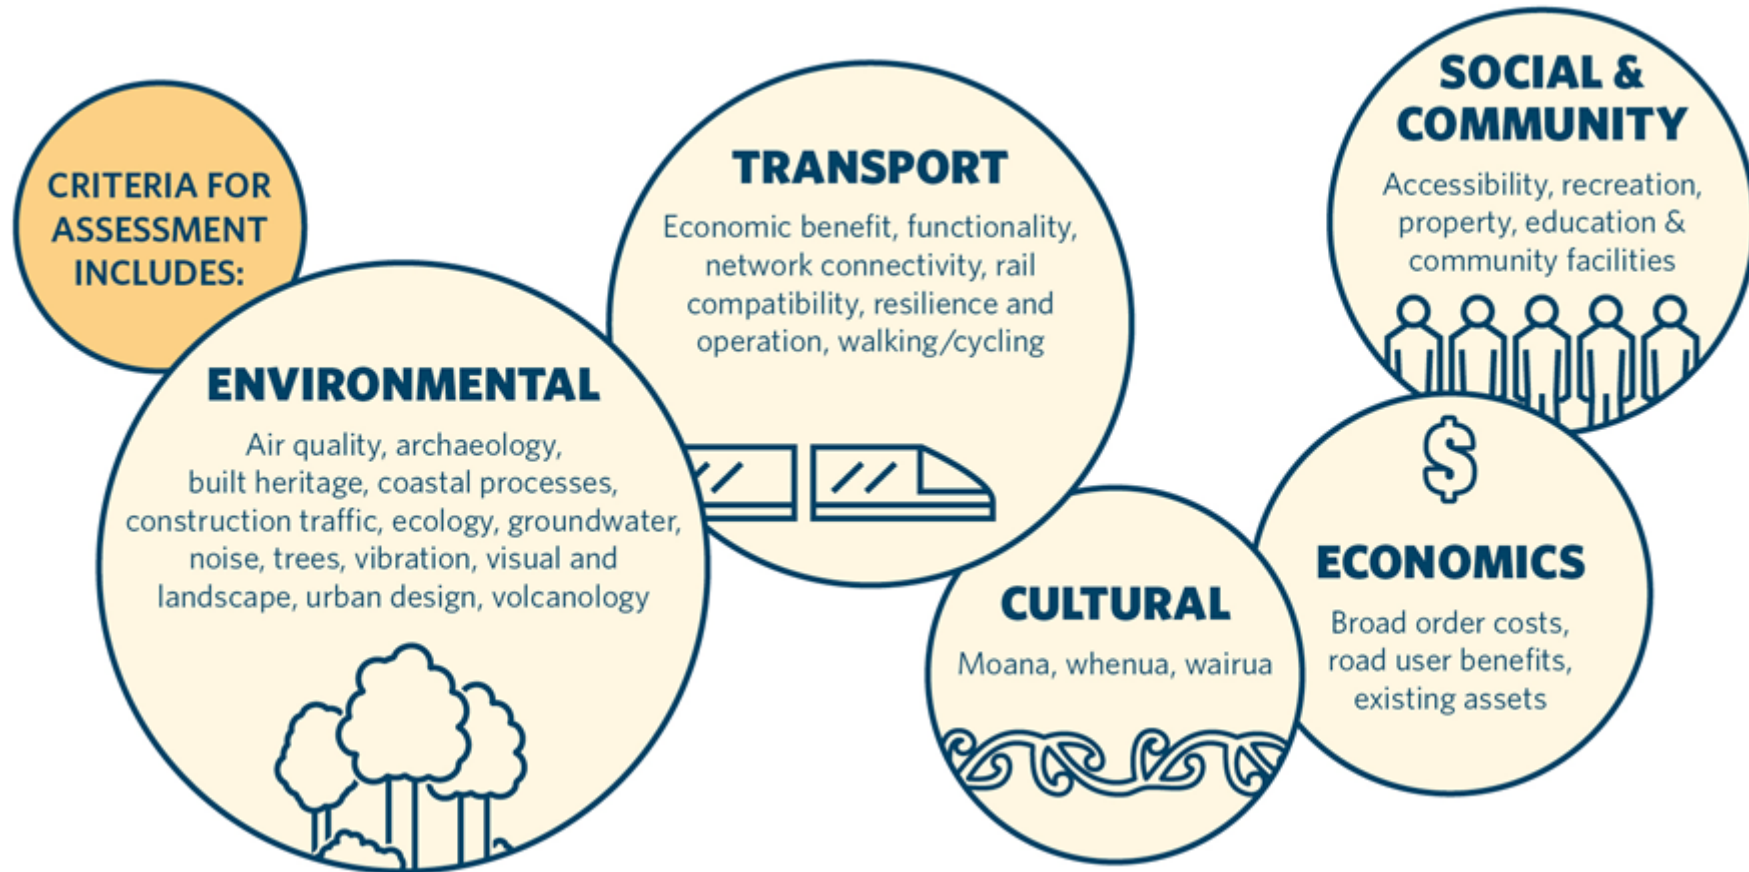 CRITERIA FOR
ASSESSMENT
INCLUDES:
ENVIRONMENTAL
Air quality, archaeology,
built heritage, coastal processes,
construction traffic, ecology, groundwater,
noise, trees, vibration, visual and
landscape, urban design, volcanology
TRANSPORT
Economic benefit, functionality,
network connectivity, rail
compatibility, resilience and
operation, walking/cycling
CULTURAL
Moana, whenua, wairua
$
ECONOMICS
Broad order costs,
road user benefits,
existing assets
SOCIAL &
COMMUNITY
Accessibility, recreation,
property, education &
community facilities